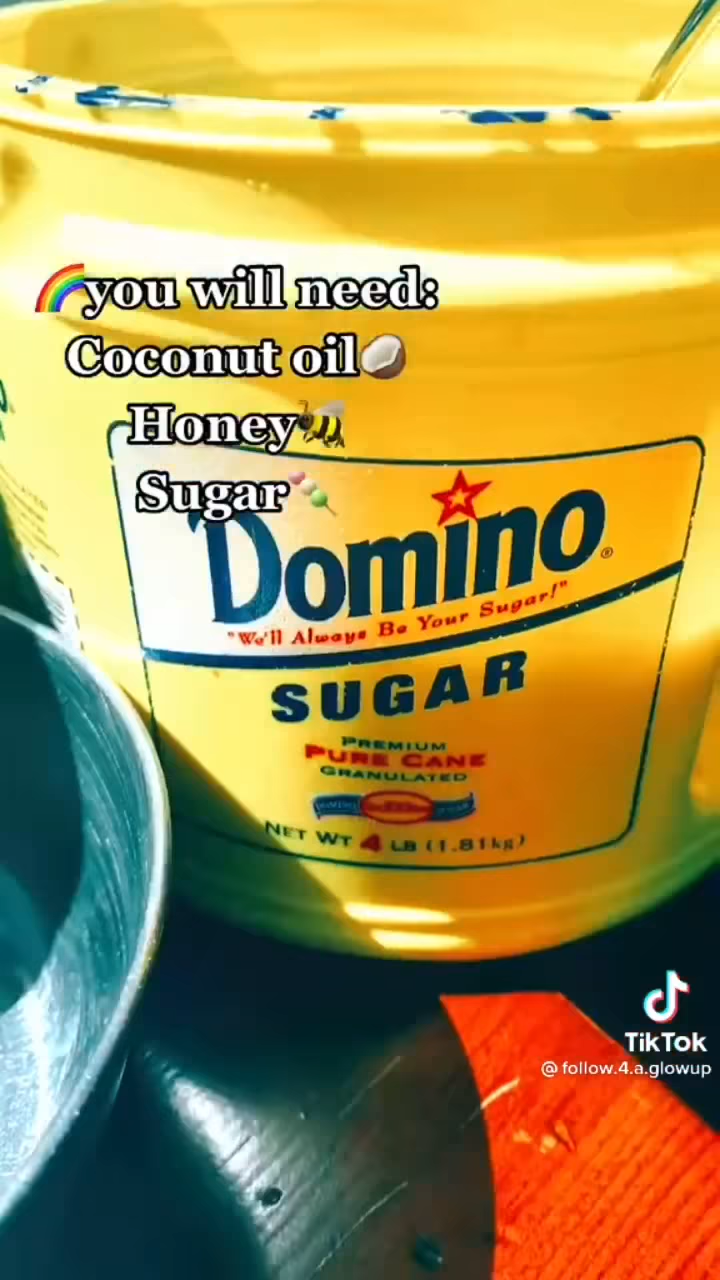 🌈you will need:
Coconut oil🥥
Honey🐝
Sugar🍡
Domino®
"We'll Always Be Your Sugar!"
SUGAR
PREMIUM
PURE CANE
GRANULATED
NET WT 4 LB (1.81kg)
TikTok
@follow.4.a.glowup